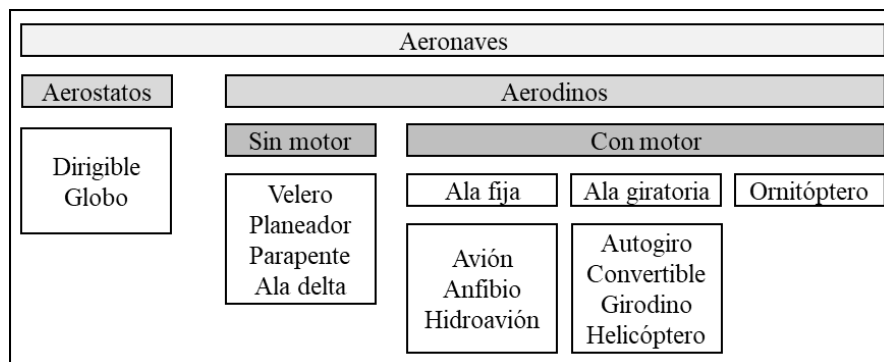 Aeronaves
Aerostatos
Aerodinos
Sin motor
Con motor
Dirigible
Globo
Velero
Planeador
Parapente
Ala delta
Ala fija
Ala giratoria
Ornitóptero
Avión
Anfibio
Hidroavión
Autogiro
Convertible
Girodino
Helicóptero